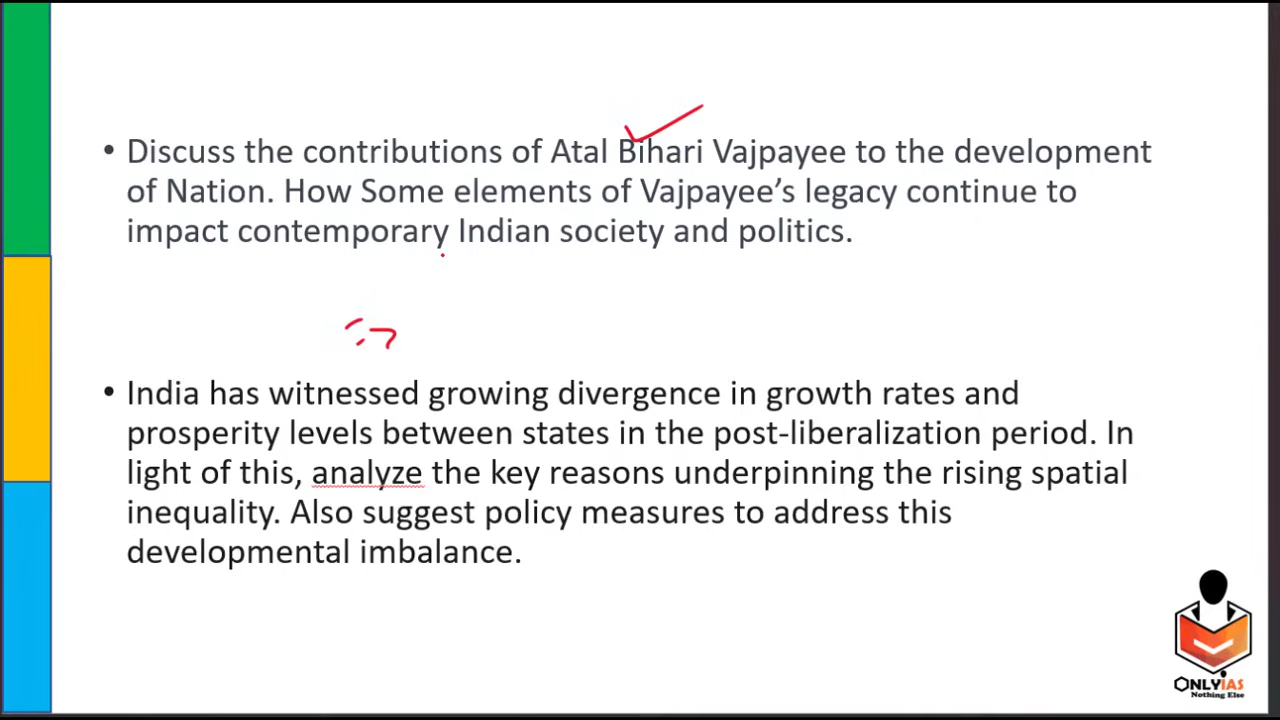 • Discuss the contributions of Atal Bihari Vajpayee to the development
of Nation. How Some elements of Vajpayee’s legacy continue to
impact contemporary Indian society and politics.
• India has witnessed growing divergence in growth rates and
prosperity levels between states in the post-liberalization period. In
light of this, analyze the key reasons underpinning the rising spatial
inequality. Also suggest policy measures to address this
developmental imbalance.
ONLYIAS
Nothing Else